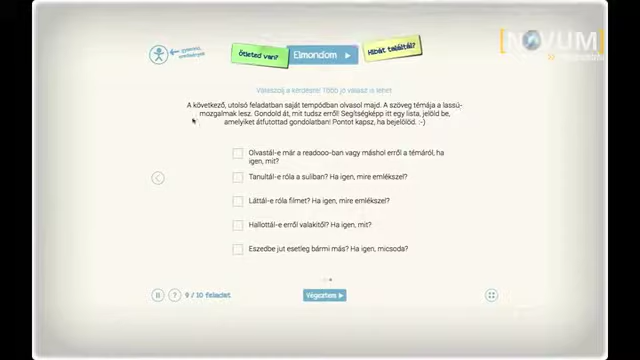 Ötleted van?
Elmondom
Hibát találtál?
NOVUM
Válaszolj a kérdésre! Több jó válasz is lehet
A következő, utolsó feladatban saját tempódban olvasol majd. A szöveg témája a lassú-
mozgalmak lesz. Gondold át, mit tudsz erről! Segítségképp itt egy lista, jelöld be,
amelyiket átfutottad gondolatban! Pontot kapsz, ha bejelölöd. :-)
Olvastál-e már a readooo-ban vagy máshol erről a témáról, ha
igen, mit?
Tanultál-e róla a suliban? Ha igen, mire emlékszel?
Láttál-e róla filmet? Ha igen, mire emlékszel?
Hallottál-e erről valakitől? Ha igen, mit?
Eszedbe jut esetleg bármi más? Ha igen, micsoda?
? 9 / 10 feladat
Végeztem